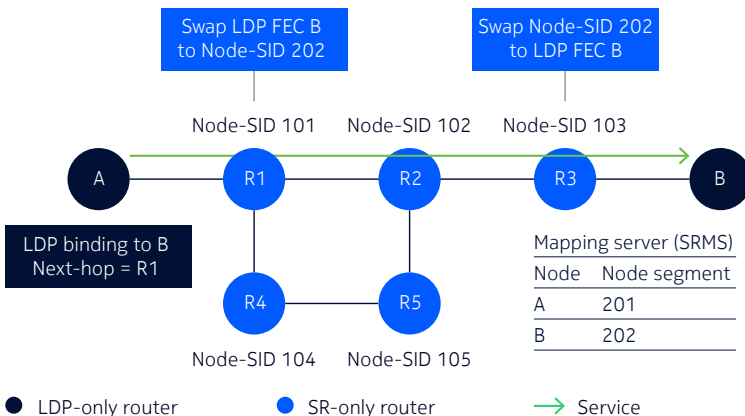 Swap LDP FEC B
to Node-SID 202
Swap Node-SID 202
to LDP FEC B
Node-SID 101
Node-SID 102
Node-SID 103
A
R1
R2
R3
B
LDP binding to B
Next-hop = R1
Mapping server (SRMS)
Node Node segment
A 201
B 202
R4
R5
Node-SID 104
Node-SID 105
LDP-only router
SR-only router
Service